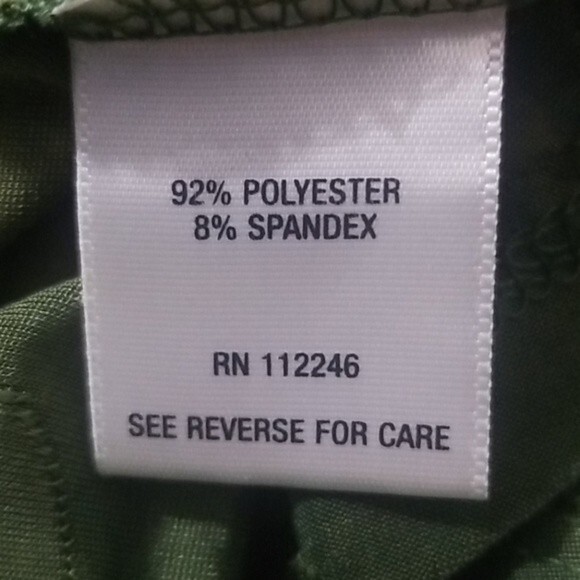 92% POLYESTER
8% SPANDEX
RN 112246
SEE REVERSE FOR CARE